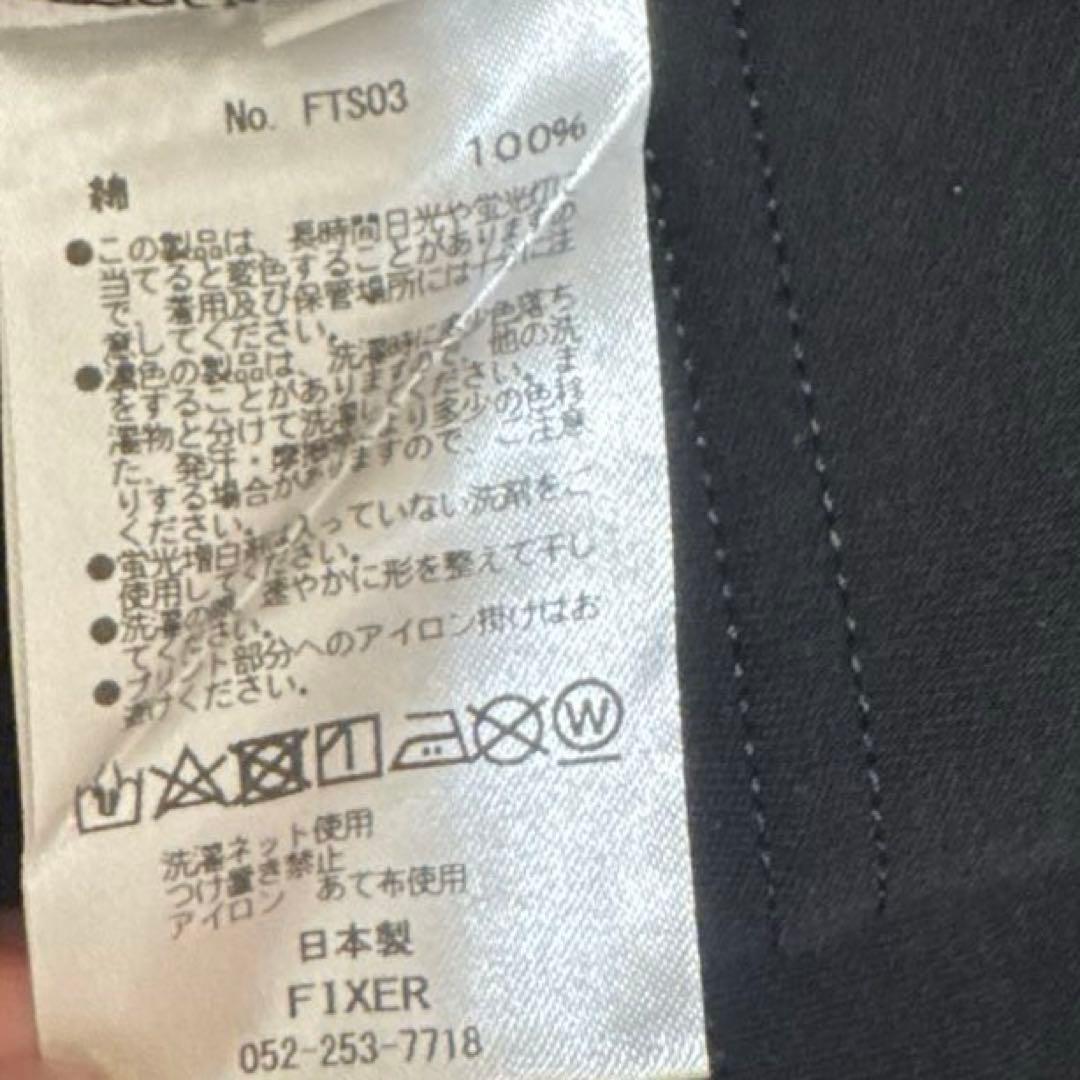 No. FTS03
綿 100%
●この製品は、長時間日光や蛍光灯に
当てると変色することがありますの
で、着用及び保管場所には十分に注
意してください。
●濃色の製品は、洗濯時に多少色落ち
をすることがありますので、他の洗
濯物と分けて洗濯してください。ま
た、発汗・摩擦により多少の色移
りする場合がありますので、ご注意
ください。
●蛍光増白剤は入っていない洗剤をご
使用してください。
●洗濯の際は、速やかに形を整えて干し
てください。
●プリント部分へのアイロン掛けはお
避けください。
W
洗濯ネット使用
つけ置き禁止
アイロン あて布使用
日本製
FIXER
052-253-7718